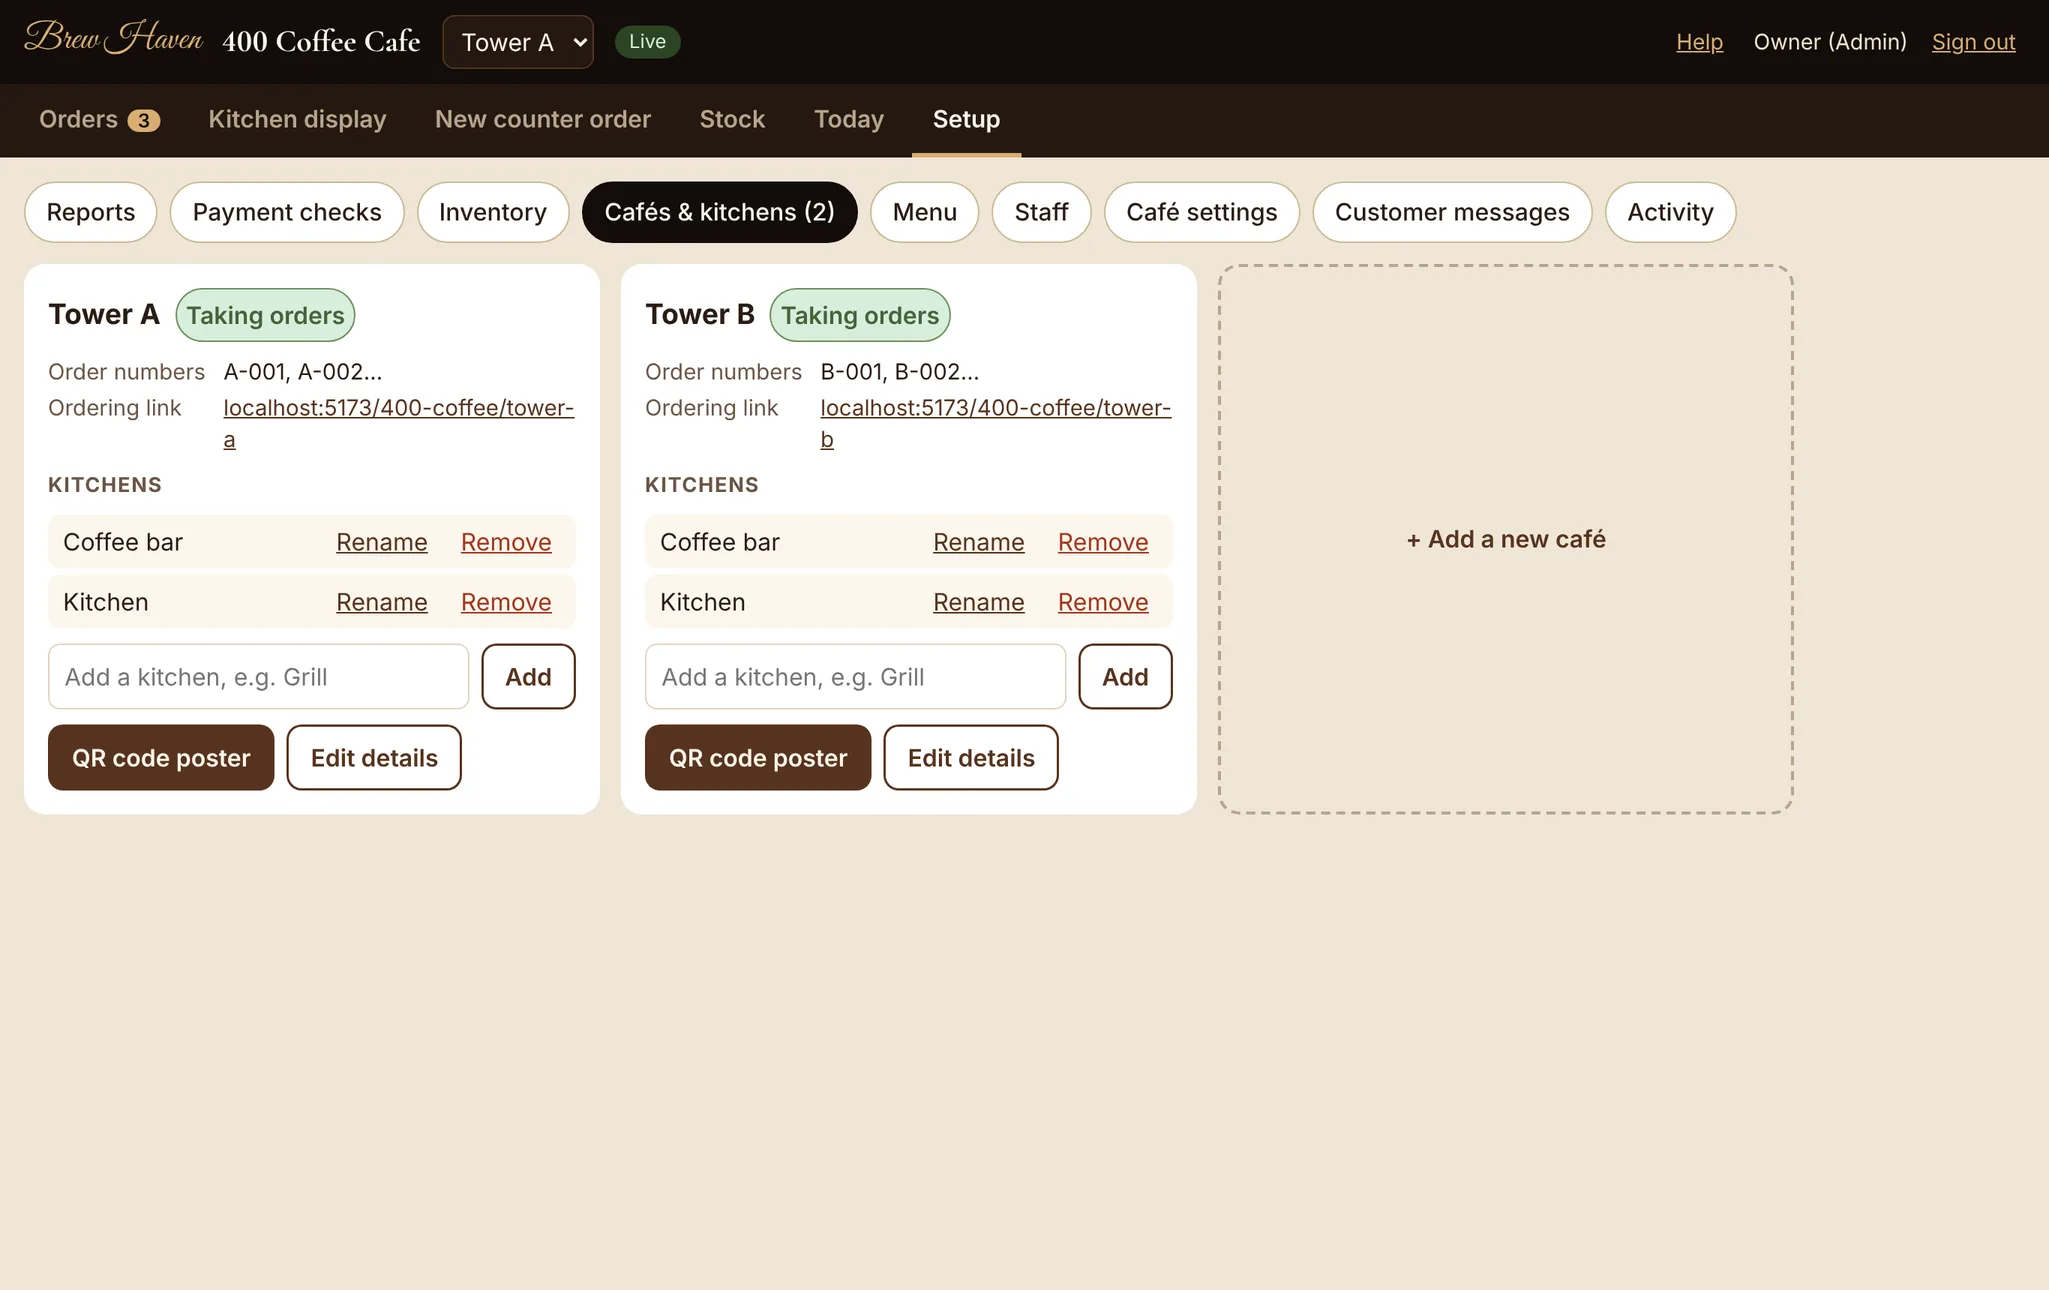 Brew Haven 400 Coffee Cafe Tower A Live Help Owner (Admin) Sign out
Orders 3 Kitchen display New counter order Stock Today Setup
Reports Payment checks Inventory Cafés & kitchens (2) Menu Staff Café settings Customer messages Activity
Tower A Taking orders
Order numbers A-001, A-002...
Ordering link localhost:5173/400-coffee/tower-
a
KITCHENS
Coffee bar Rename Remove
Kitchen Rename Remove
Add a kitchen, e.g. Grill Add
QR code poster Edit details
Tower B Taking orders
Order numbers B-001, B-002...
Ordering link localhost:5173/400-coffee/tower-
b
KITCHENS
Coffee bar Rename Remove
Kitchen Rename Remove
Add a kitchen, e.g. Grill Add
QR code poster Edit details
+ Add a new café